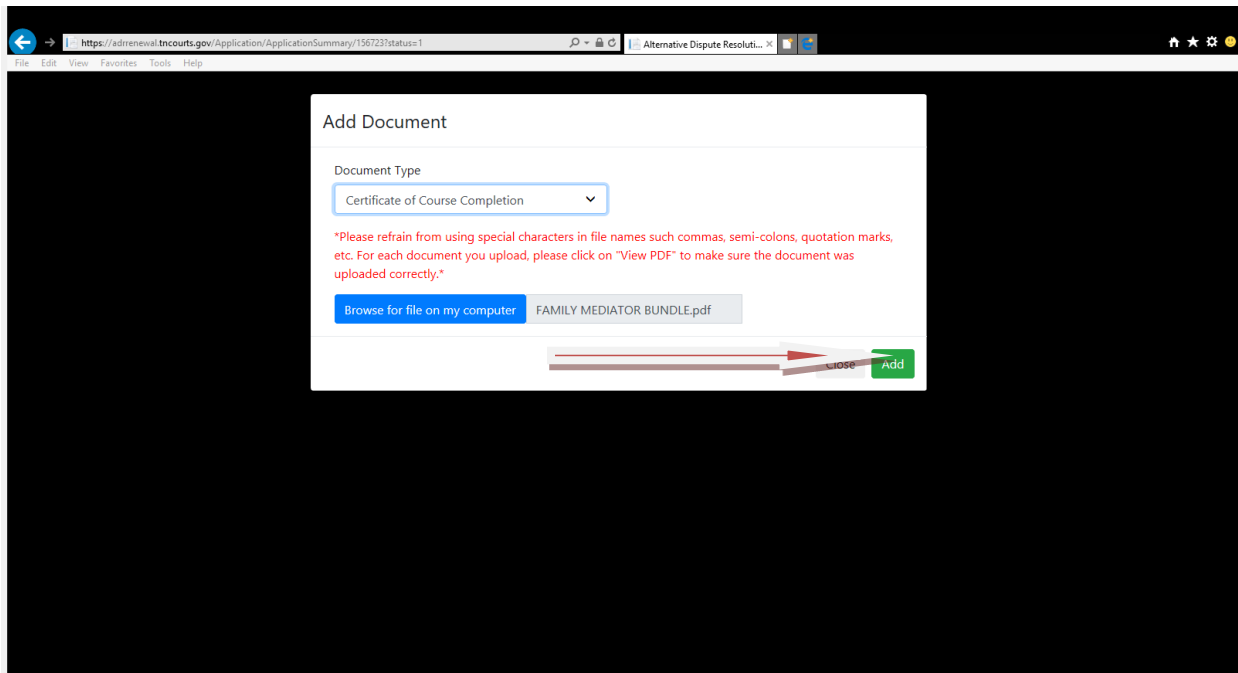 https://adrrenewal.tncourts.gov/Application/ApplicationSummary/156723?status=1
Alternative Dispute Resoluti...
File Edit View Favorites Tools Help
Add Document
Document Type
Certificate of Course Completion
*Please refrain from using special characters in file names such commas, semi-colons, quotation marks,
etc. For each document you upload, please click on "View PDF" to make sure the document was
uploaded correctly.*
Browse for file on my computer FAMILY MEDIATOR BUNDLE.pdf
Close Add